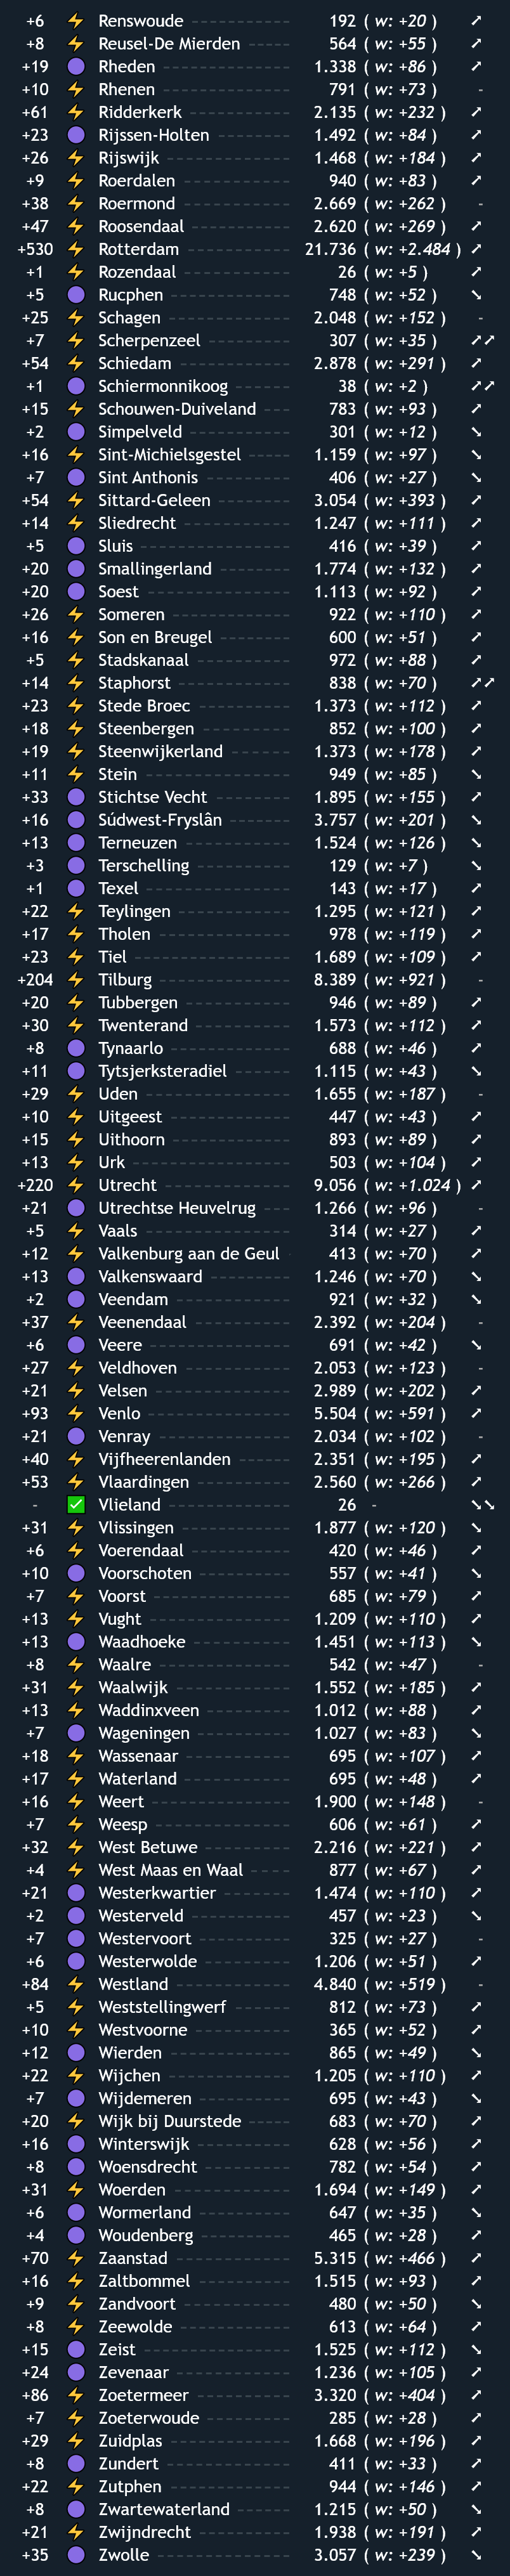 +6 ⚡ Renswoude 192 ( w: +20 ) ↗
+8 ⚡ Reusel-De Mierden 564 ( w: +55 ) ↗
+19 🟣 Rheden 1.338 ( w: +86 ) ↗
+10 ⚡ Rhenen 791 ( w: +73 ) -
+61 ⚡ Ridderkerk 2.135 ( w: +232 ) ↗
+23 🟣 Rijssen-Holten 1.492 ( w: +84 ) ↗
+26 ⚡ Rijswijk 1.468 ( w: +184 ) ↗
+9 ⚡ Roerdalen 940 ( w: +83 ) ↗
+38 ⚡ Roermond 2.669 ( w: +262 ) -
+47 ⚡ Roosendaal 2.620 ( w: +269 ) ↗
+530 ⚡ Rotterdam 21.736 ( w: +2.484 ) ↗
+1 ⚡ Rozendaal 26 ( w: +5 ) ↗
+5 🟣 Rucphen 748 ( w: +52 ) ↘
+25 ⚡ Schagen 2.048 ( w: +152 ) -
+7 ⚡ Scherpenzeel 307 ( w: +35 ) ↗↗
+54 ⚡ Schiedam 2.878 ( w: +291 ) ↗
+1 🟣 Schiermonnikoog 38 ( w: +2 ) ↗↗
+15 ⚡ Schouwen-Duiveland 783 ( w: +93 ) ↗
+2 🟣 Simpelveld 301 ( w: +12 ) ↘
+16 ⚡ Sint-Michielsgestel 1.159 ( w: +97 ) ↘
+7 🟣 Sint Anthonis 406 ( w: +27 ) ↘
+54 ⚡ Sittard-Geleen 3.054 ( w: +393 ) ↗
+14 ⚡ Sliedrecht 1.247 ( w: +111 ) ↗
+5 🟣 Sluis 416 ( w: +39 ) ↗
+20 🟣 Smallingerland 1.774 ( w: +132 ) ↗
+20 🟣 Soest 1.113 ( w: +92 ) ↗
+26 ⚡ Someren 922 ( w: +110 ) ↗
+16 ⚡ Son en Breugel 600 ( w: +51 ) ↗
+5 ⚡ Stadskanaal 972 ( w: +88 ) ↗
+14 ⚡ Staphorst 838 ( w: +70 ) ↗↗
+23 ⚡ Stede Broec 1.373 ( w: +112 ) ↗
+18 ⚡ Steenbergen 852 ( w: +100 ) ↗
+19 ⚡ Steenwijkerland 1.373 ( w: +178 ) ↗
+11 ⚡ Stein 949 ( w: +85 ) ↘
+33 🟣 Stichtse Vecht 1.895 ( w: +155 ) ↗
+16 🟣 Súdwest-Fryslân 3.757 ( w: +201 ) ↘
+13 🟣 Terneuzen 1.524 ( w: +126 ) ↘
+3 🟣 Terschelling 129 ( w: +7 ) ↘
+1 🟣 Texel 143 ( w: +17 ) ↗
+22 ⚡ Teylingen 1.295 ( w: +121 ) ↗
+17 ⚡ Tholen 978 ( w: +119 ) ↗
+23 ⚡ Tiel 1.689 ( w: +109 ) ↗
+204 ⚡ Tilburg 8.389 ( w: +921 ) -
+20 ⚡ Tubbergen 946 ( w: +89 ) ↗
+30 ⚡ Twenterand 1.573 ( w: +112 ) ↗
+8 🟣 Tynaarlo 688 ( w: +46 ) ↗
+11 🟣 Tytsjerksteradiel 1.115 ( w: +43 ) ↘
+29 ⚡ Uden 1.655 ( w: +187 ) -
+10 ⚡ Uitgeest 447 ( w: +43 ) ↗
+15 ⚡ Uithoorn 893 ( w: +89 ) ↗
+13 ⚡ Urk 503 ( w: +104 ) ↗
+220 ⚡ Utrecht 9.056 ( w: +1.024 ) ↗
+21 🟣 Utrechtse Heuvelrug 1.266 ( w: +96 ) -
+5 ⚡ Vaals 314 ( w: +27 ) ↗
+12 ⚡ Valkenburg aan de Geul 413 ( w: +70 ) ↗
+13 🟣 Valkenswaard 1.246 ( w: +70 ) ↘
+2 🟣 Veendam 921 ( w: +32 ) ↘
+37 ⚡ Veenendaal 2.392 ( w: +204 ) -
+6 🟣 Veere 691 ( w: +42 ) ↘
+27 ⚡ Veldhoven 2.053 ( w: +123 ) -
+21 ⚡ Velsen 2.989 ( w: +202 ) ↗
+93 ⚡ Venlo 5.504 ( w: +591 ) ↗
+21 🟣 Venray 2.034 ( w: +102 ) -
+40 ⚡ Vijfheerenlanden 2.351 ( w: +195 ) ↗
+53 ⚡ Vlaardingen 2.560 ( w: +266 ) ↗
- ✅ Vlieland 26 - ↘↘
+31 ⚡ Vlissingen 1.877 ( w: +120 ) ↘
+6 ⚡ Voerendaal 420 ( w: +46 ) ↗
+10 🟣 Voorschoten 557 ( w: +41 ) ↘
+7 ⚡ Voorst 685 ( w: +79 ) ↗
+13 ⚡ Vught 1.209 ( w: +110 ) ↗
+13 🟣 Waadhoeke 1.451 ( w: +113 ) ↘
+8 ⚡ Waalre 542 ( w: +47 ) -
+31 ⚡ Waalwijk 1.552 ( w: +185 ) ↗
+13 ⚡ Waddinxveen 1.012 ( w: +88 ) ↗
+7 🟣 Wageningen 1.027 ( w: +83 ) ↘
+18 ⚡ Wassenaar 695 ( w: +107 ) ↗
+17 ⚡ Waterland 695 ( w: +48 ) ↗
+16 ⚡ Weert 1.900 ( w: +148 ) -
+7 ⚡ Weesp 606 ( w: +61 ) ↗
+32 ⚡ West Betuwe 2.216 ( w: +221 ) ↗
+4 ⚡ West Maas en Waal 877 ( w: +67 ) ↗
+21 🟣 Westerkwartier 1.474 ( w: +110 ) ↗
+2 🟣 Westerveld 457 ( w: +23 ) ↘
+7 🟣 Westervoort 325 ( w: +27 ) -
+6 🟣 Westerwolde 1.206 ( w: +51 ) ↗
+84 ⚡ Westland 4.840 ( w: +519 ) -
+5 ⚡ Weststellingwerf 812 ( w: +73 ) ↗
+10 ⚡ Westvoorne 365 ( w: +52 ) ↗
+12 🟣 Wierden 865 ( w: +49 ) ↘
+22 ⚡ Wijchen 1.205 ( w: +110 ) ↗
+7 🟣 Wijdemeren 695 ( w: +43 ) ↘
+20 ⚡ Wijk bij Duurstede 683 ( w: +70 ) ↗
+16 🟣 Winterswijk 628 ( w: +56 ) ↗
+8 🟣 Woensdrecht 782 ( w: +54 ) ↗
+31 ⚡ Woerden 1.694 ( w: +149 ) ↗
+6 🟣 Wormerland 647 ( w: +35 ) ↘
+4 🟣 Woudenberg 465 ( w: +28 ) ↗
+70 ⚡ Zaanstad 5.315 ( w: +466 ) ↗
+16 ⚡ Zaltbommel 1.515 ( w: +93 ) ↗
+9 ⚡ Zandvoort 480 ( w: +50 ) ↘
+8 ⚡ Zeewolde 613 ( w: +64 ) ↗
+15 🟣 Zeist 1.525 ( w: +112 ) ↘
+24 🟣 Zevenaar 1.236 ( w: +105 ) ↗
+86 ⚡ Zoetermeer 3.320 ( w: +404 ) ↗
+7 ⚡ Zoeterwoude 285 ( w: +28 ) ↗
+29 ⚡ Zuidplas 1.668 ( w: +196 ) ↗
+8 🟣 Zundert 411 ( w: +33 ) ↗
+22 ⚡ Zutphen 944 ( w: +146 ) ↗
+8 🟣 Zwartewaterland 1.215 ( w: +50 ) ↘
+21 ⚡ Zwijndrecht 1.938 ( w: +191 ) ↗
+35 🟣 Zwolle 3.057 ( w: +239 ) ↘